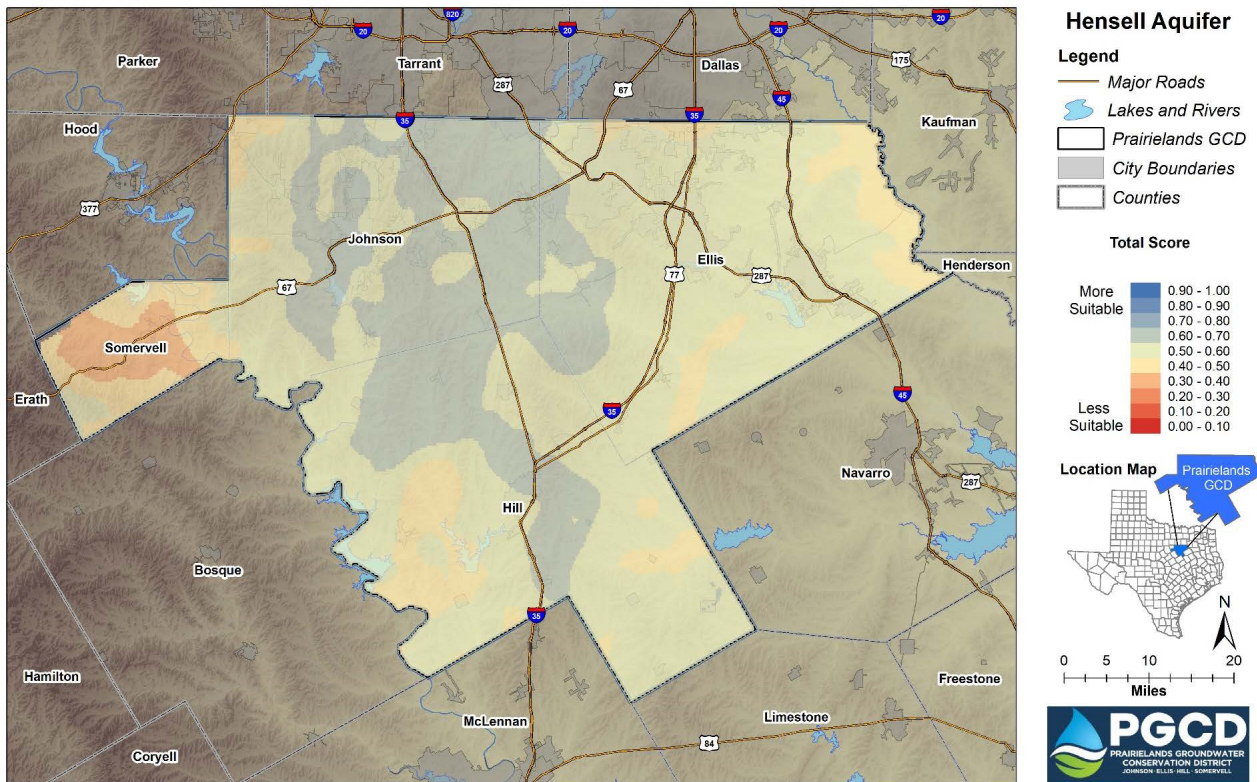 820
20
20
20
20
Parker
Tarrant
Dallas
175
287
67
45
Hood
35
35
Kaufman
377
Johnson
Ellis
Henderson
67
77
287
Somervell
Erath
35
45
Navarro
287
Hill
Bosque
35
Hamilton
McLennan
Limestone
Freestone
84
Coryell
Hensell Aquifer
Legend
Major Roads
Lakes and Rivers
Prairielands GCD
City Boundaries
Counties
Total Score
More
Suitable
0.90 - 1.00
0.80 - 0.90
0.70 - 0.80
0.60 - 0.70
0.50 - 0.60
0.40 - 0.50
0.30 - 0.40
0.20 - 0.30
0.10 - 0.20
0.00 - 0.10
Less
Suitable
Location Map
Prairielands
GCD
N
0 5 10 20
Miles
PGCD
PRAIRIELANDS GROUNDWATER
CONSERVATION DISTRICT
JOHNSON · ELLIS · HILL · SOMERVELL